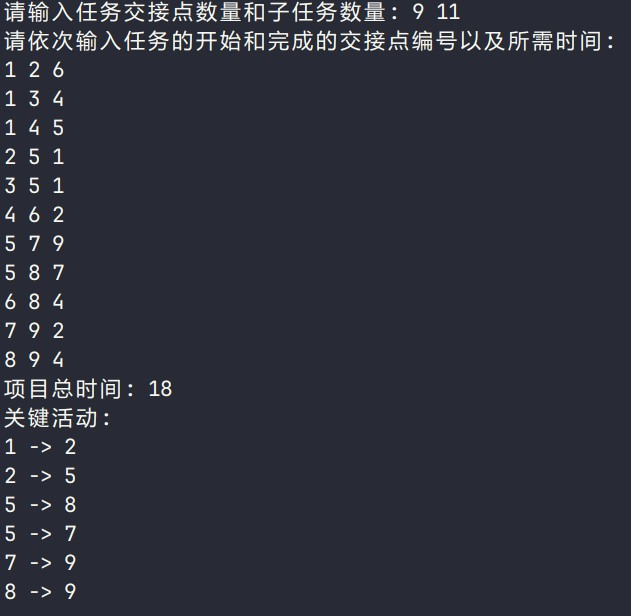 请输入任务交接点数量和子任务数量: 9 11
请依次输入任务的开始和完成的交接点编号以及所需时间:
1 2 6
1 3 4
1 4 5
2 5 1
3 5 1
4 6 2
5 7 9
5 8 7
6 8 4
7 9 2
8 9 4
项目总时间: 18
关键活动:
1 -> 2
2 -> 5
5 -> 8
5 -> 7
7 -> 9
8 -> 9